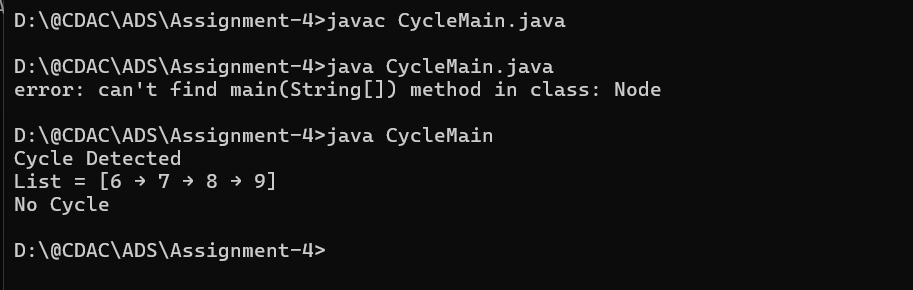 D:\@CDAC\ADS\Assignment-4>javac CycleMain.java
D:\@CDAC\ADS\Assignment-4>java CycleMain.java
error: can't find main(String[]) method in class: Node
D:\@CDAC\ADS\Assignment-4>java CycleMain
Cycle Detected
List = [6 → 7 → 8 → 9]
No Cycle
D:\@CDAC\ADS\Assignment-4>